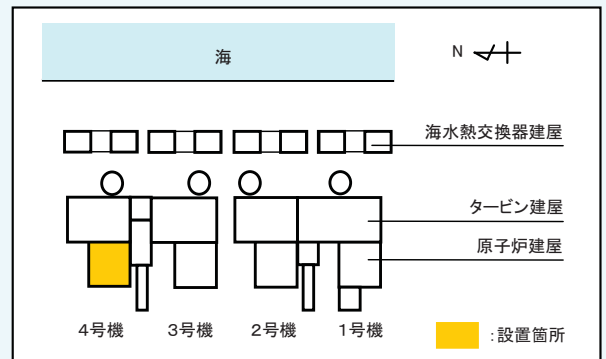 海
N
海水熱交換器建屋
タービン建屋
原子炉建屋
4号機 3号機 2号機 1号機
:設置箇所